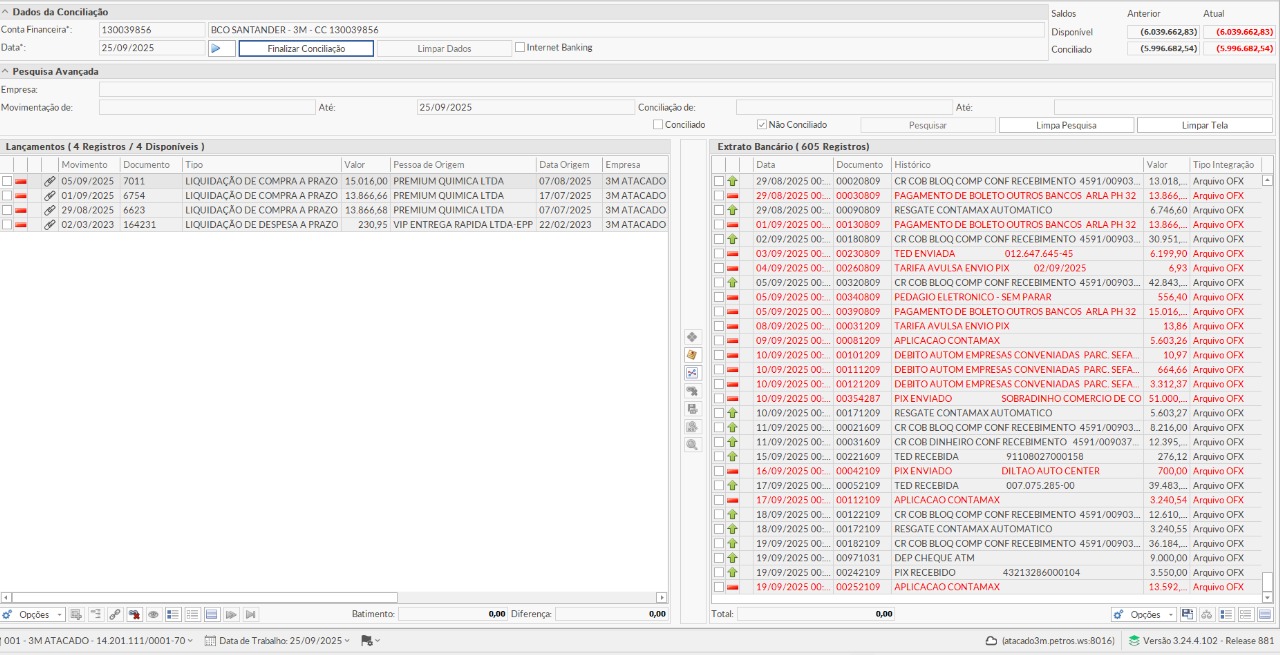 Dados da Conciliação
Saldos Anterior Atual
Conta Financeira*: 130039856 BCO SANTANDER - 3M - CC 130039856
Disponível (6.039.662,83) (6.039.662,83)
Data*: 25/09/2025 Finalizar Conciliação Limpar Dados Internet Banking
Conciliado (5.996.682,54) (5.996.682,54)
Pesquisa Avançada
Empresa:
Movimentação de: Até: 25/09/2025 Conciliação de: Até:
Conciliado Não Conciliado Pesquisar Limpa Pesquisa Limpar Tela
Lançamentos ( 4 Registros / 4 Disponíveis )
Movimento Documento Tipo Valor Pessoa de Origem Data Origem Empresa
05/09/2025 7011 LIQUIDAÇÃO DE COMPRA A PRAZO 15.016,00 PREMIUM QUIMICA LTDA 07/08/2025 3M ATACADO
01/09/2025 6754 LIQUIDAÇÃO DE COMPRA A PRAZO 13.866,64 PREMIUM QUIMICA LTDA 17/07/2025 3M ATACADO
29/08/2025 6623 LIQUIDAÇÃO DE COMPRA A PRAZO 13.866,68 PREMIUM QUIMICA LTDA 07/07/2025 3M ATACADO
02/03/2023 164231 LIQUIDAÇÃO DE DESPESA A PRAZO 230,95 VIP ENTREGA RAPIDA LTDA-EPP 22/02/2023 3M ATACADO
Extrato Bancário ( 605 Registros)
Data Documento Histórico Valor Tipo Integração
29/08/2025 00:... 00020809 CR COB BLOQ COMP CONF RECEBIMENTO 4591/00903... 13.018,... Arquivo OFX
29/08/2025 00:... 00030809 PAGAMENTO DE BOLETO OUTROS BANCOS ARLA PH 32 13.866,... Arquivo OFX
29/08/2025 00:... 00090809 RESGATE CONTAMAX AUTOMATICO 6.746,60 Arquivo OFX
01/09/2025 00:... 00130809 PAGAMENTO DE BOLETO OUTROS BANCOS ARLA PH 32 13.866,... Arquivo OFX
02/09/2025 00:... 00180809 CR COB BLOQ COMP CONF RECEBIMENTO 4591/00903... 30.951,... Arquivo OFX
03/09/2025 00:... 00230809 TED ENVIADA 012.647.645-45 6.199,90 Arquivo OFX
04/09/2025 00:... 00260809 TARIFA AVULSA ENVIO PIX 02/09/2025 6,93 Arquivo OFX
05/09/2025 00:... 00320809 CR COB BLOQ COMP CONF RECEBIMENTO 4591/00903... 42.843,... Arquivo OFX
05/09/2025 00:... 00340809 PEDAGIO ELETRONICO - SEM PARAR 556,40 Arquivo OFX
05/09/2025 00:... 00390809 PAGAMENTO DE BOLETO OUTROS BANCOS ARLA PH 32 15.016,... Arquivo OFX
08/09/2025 00:... 00031209 TARIFA AVULSA ENVIO PIX 13,86 Arquivo OFX
09/09/2025 00:... 00081209 APLICACAO CONTAMAX 5.603,26 Arquivo OFX
10/09/2025 00:... 00101209 DEBITO AUTOM EMPRESAS CONVENIADAS PARC. SEFA... 10,97 Arquivo OFX
10/09/2025 00:... 00111209 DEBITO AUTOM EMPRESAS CONVENIADAS PARC. SEFA... 664,66 Arquivo OFX
10/09/2025 00:... 00121209 DEBITO AUTOM EMPRESAS CONVENIADAS PARC. SEFA... 3.312,37 Arquivo OFX
10/09/2025 00:... 00354287 PIX ENVIADO SOBRADINHO COMERCIO DE CO 51.000,... Arquivo OFX
10/09/2025 00:... 00171209 RESGATE CONTAMAX AUTOMATICO 5.603,27 Arquivo OFX
11/09/2025 00:... 00021609 CR COB BLOQ COMP CONF RECEBIMENTO 4591/00903... 8.216,00 Arquivo OFX
11/09/2025 00:... 00031609 CR COB DINHEIRO CONF RECEBIMENTO 4591/009037... 12.395,... Arquivo OFX
15/09/2025 00:... 00221609 TED RECEBIDA 91108027000158 276,12 Arquivo OFX
16/09/2025 00:... 00042109 PIX ENVIADO DILTAO AUTO CENTER 700,00 Arquivo OFX
17/09/2025 00:... 00052109 TED RECEBIDA 007.075.285-00 39.483,... Arquivo OFX
17/09/2025 00:... 00112109 APLICACAO CONTAMAX 3.240,54 Arquivo OFX
18/09/2025 00:... 00122109 CR COB BLOQ COMP CONF RECEBIMENTO 4591/00903... 12.610,... Arquivo OFX
18/09/2025 00:... 00172109 RESGATE CONTAMAX AUTOMATICO 3.240,55 Arquivo OFX
19/09/2025 00:... 00182109 CR COB BLOQ COMP CONF RECEBIMENTO 4591/00903... 36.184,... Arquivo OFX
19/09/2025 00:... 00971031 DEP CHEQUE ATM 9.000,00 Arquivo OFX
19/09/2025 00:... 00242109 PIX RECEBIDO 43213286000104 3.550,00 Arquivo OFX
19/09/2025 00:... 00252109 APLICACAO CONTAMAX 13.592,... Arquivo OFX
Opções Batimento: 0,00 Diferença: 0,00 Total: 0,00 Opções
001 - 3M ATACADO - 14.201.111/0001-70 Data de Trabalho: 25/09/2025 (atacado3m.petros.ws:8016) Versão 3.24.4.102 - Release 881